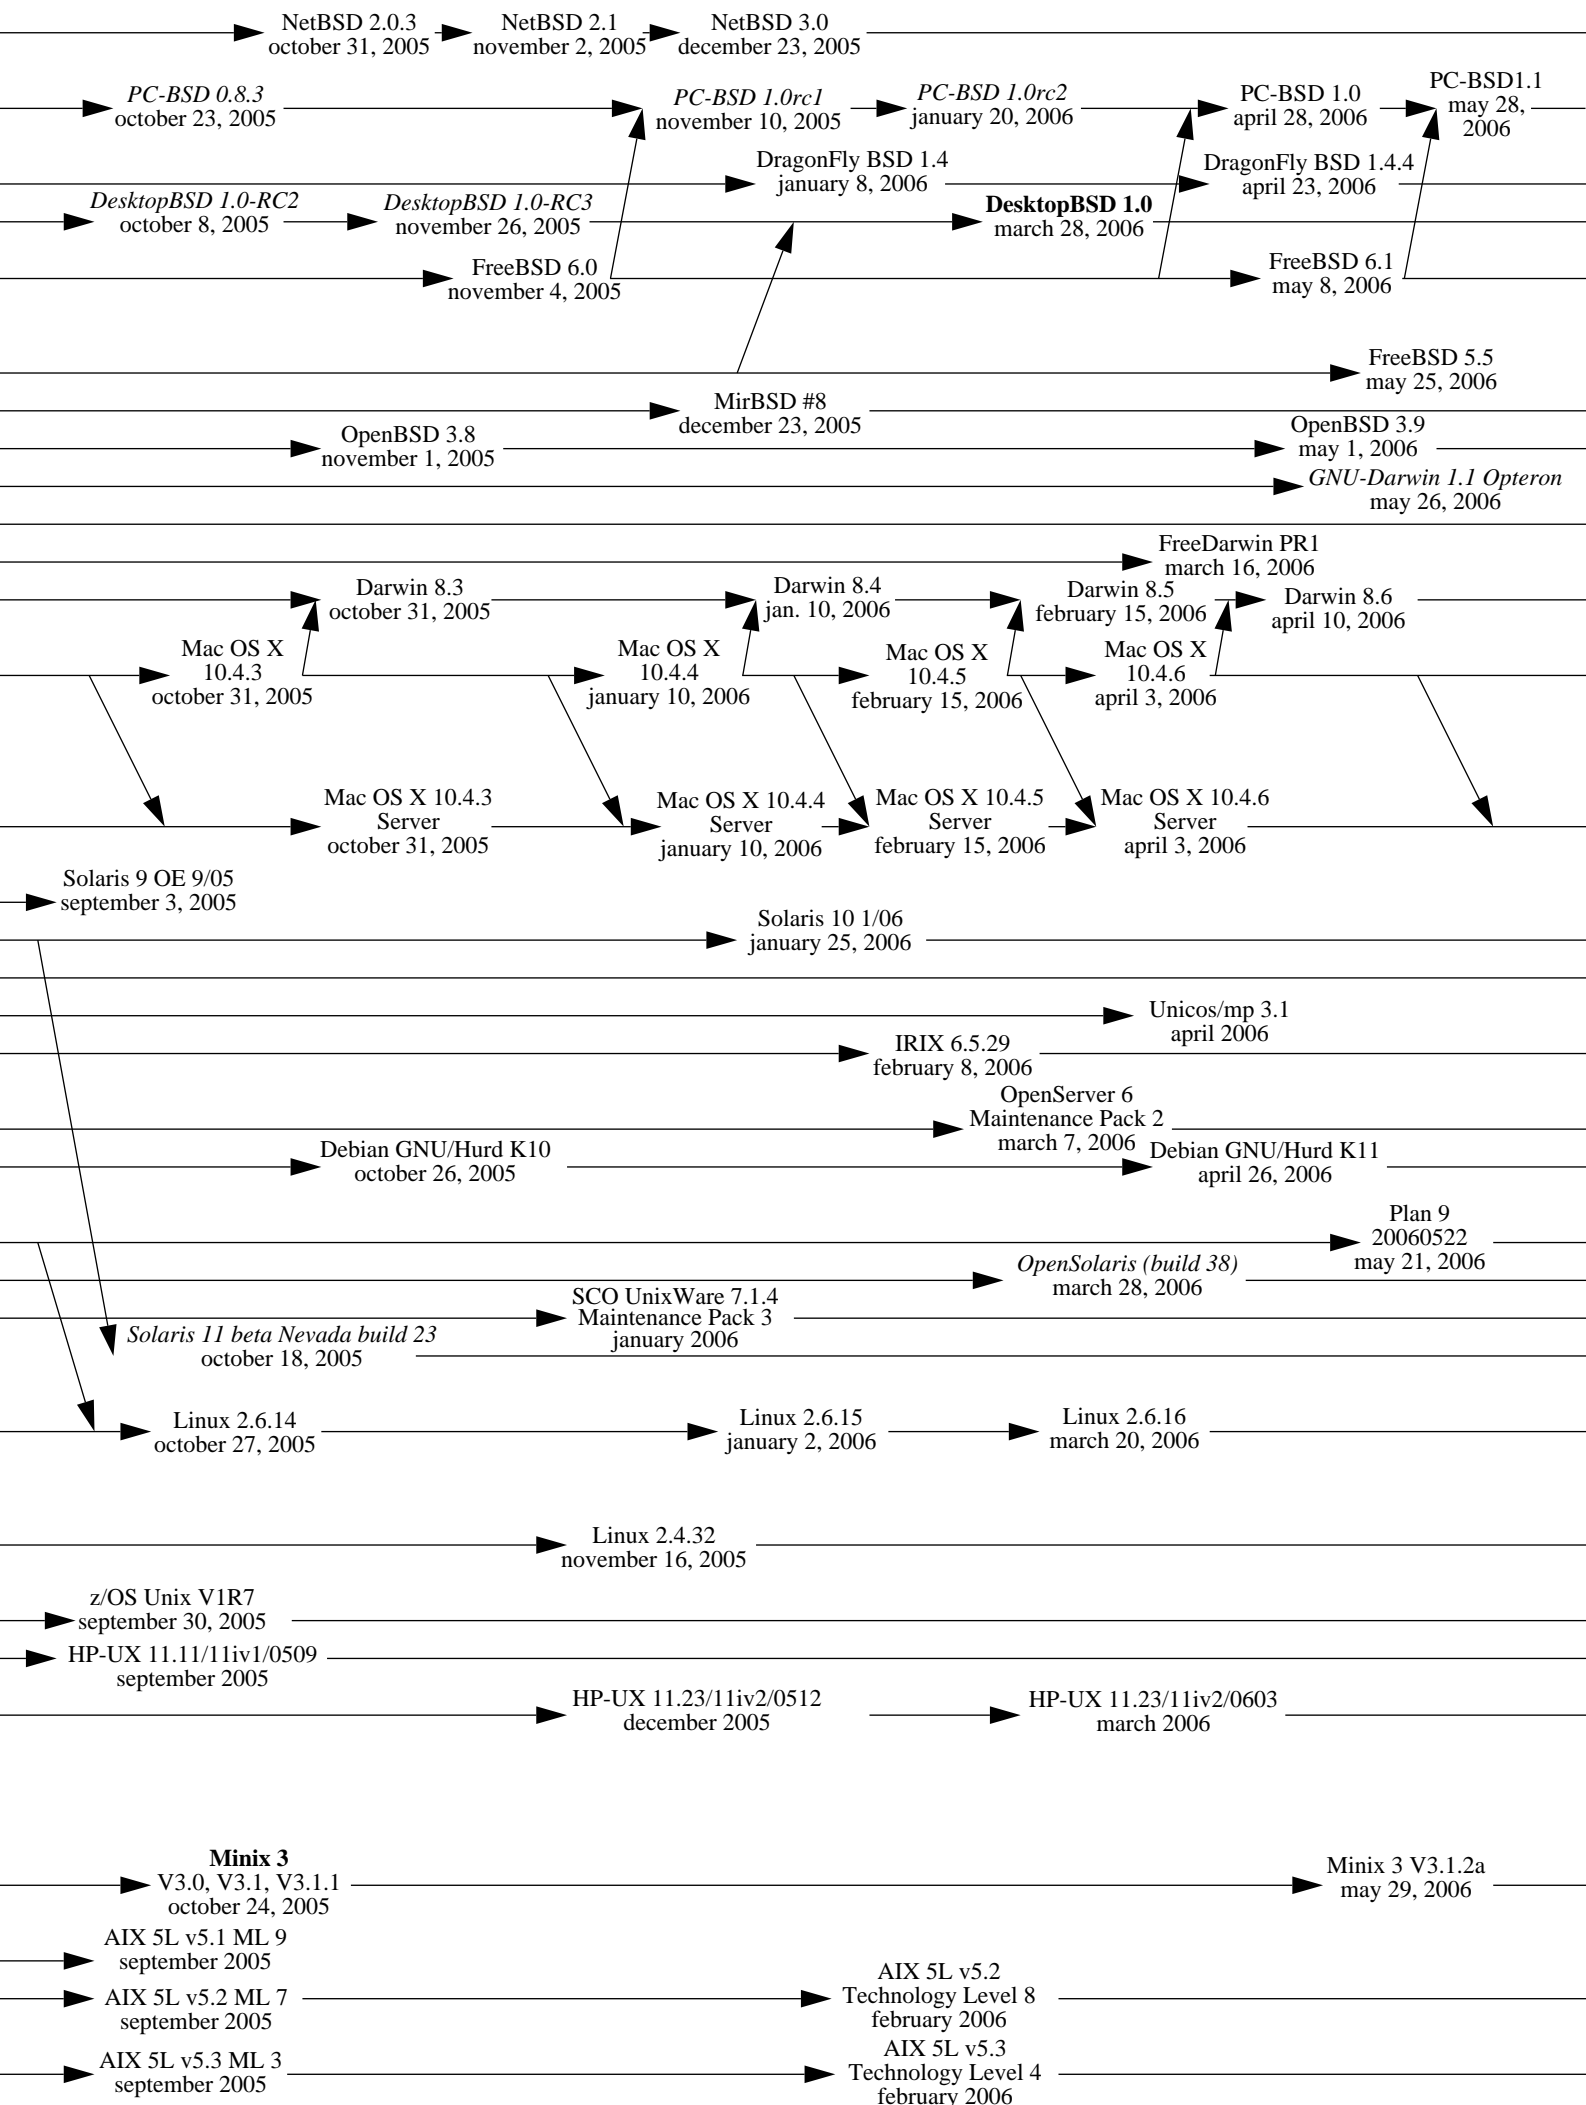 NetBSD 2.0.3
october 31, 2005
NetBSD 2.1
november 2, 2005
NetBSD 3.0
december 23, 2005
PC-BSD 0.8.3
october 23, 2005
PC-BSD 1.0rc1
november 10, 2005
PC-BSD 1.0rc2
january 20, 2006
PC-BSD 1.0
april 28, 2006
PC-BSD1.1
may 28,
2006
DragonFly BSD 1.4
january 8, 2006
DragonFly BSD 1.4.4
april 23, 2006
DesktopBSD 1.0-RC2
october 8, 2005
DesktopBSD 1.0-RC3
november 26, 2005
DesktopBSD 1.0
march 28, 2006
FreeBSD 6.0
november 4, 2005
FreeBSD 6.1
may 8, 2006
FreeBSD 5.5
may 25, 2006
MirBSD #8
december 23, 2005
OpenBSD 3.8
november 1, 2005
OpenBSD 3.9
may 1, 2006
GNU-Darwin 1.1 Opteron
may 26, 2006
FreeDarwin PR1
march 16, 2006
Darwin 8.3
october 31, 2005
Darwin 8.4
jan. 10, 2006
Darwin 8.5
february 15, 2006
Darwin 8.6
april 10, 2006
Mac OS X
10.4.3
october 31, 2005
Mac OS X
10.4.4
january 10, 2006
Mac OS X
10.4.5
february 15, 2006
Mac OS X
10.4.6
april 3, 2006
Mac OS X 10.4.3
Server
october 31, 2005
Mac OS X 10.4.4
Server
january 10, 2006
Mac OS X 10.4.5
Server
february 15, 2006
Mac OS X 10.4.6
Server
april 3, 2006
Solaris 9 OE 9/05
september 3, 2005
Solaris 10 1/06
january 25, 2006
Unicos/mp 3.1
april 2006
IRIX 6.5.29
february 8, 2006
OpenServer 6
Maintenance Pack 2
march 7, 2006
Debian GNU/Hurd K10
october 26, 2005
Debian GNU/Hurd K11
april 26, 2006
Plan 9
20060522
may 21, 2006
OpenSolaris (build 38)
march 28, 2006
SCO UnixWare 7.1.4
Maintenance Pack 3
january 2006
Solaris 11 beta Nevada build 23
october 18, 2005
Linux 2.6.14
october 27, 2005
Linux 2.6.15
january 2, 2006
Linux 2.6.16
march 20, 2006
Linux 2.4.32
november 16, 2005
z/OS Unix V1R7
september 30, 2005
HP-UX 11.11/11iv1/0509
september 2005
HP-UX 11.23/11iv2/0512
december 2005
HP-UX 11.23/11iv2/0603
march 2006
Minix 3
V3.0, V3.1, V3.1.1
october 24, 2005
Minix 3 V3.1.2a
may 29, 2006
AIX 5L v5.1 ML 9
september 2005
AIX 5L v5.2 ML 7
september 2005
AIX 5L v5.2
Technology Level 8
february 2006
AIX 5L v5.3 ML 3
september 2005
AIX 5L v5.3
Technology Level 4
february 2006